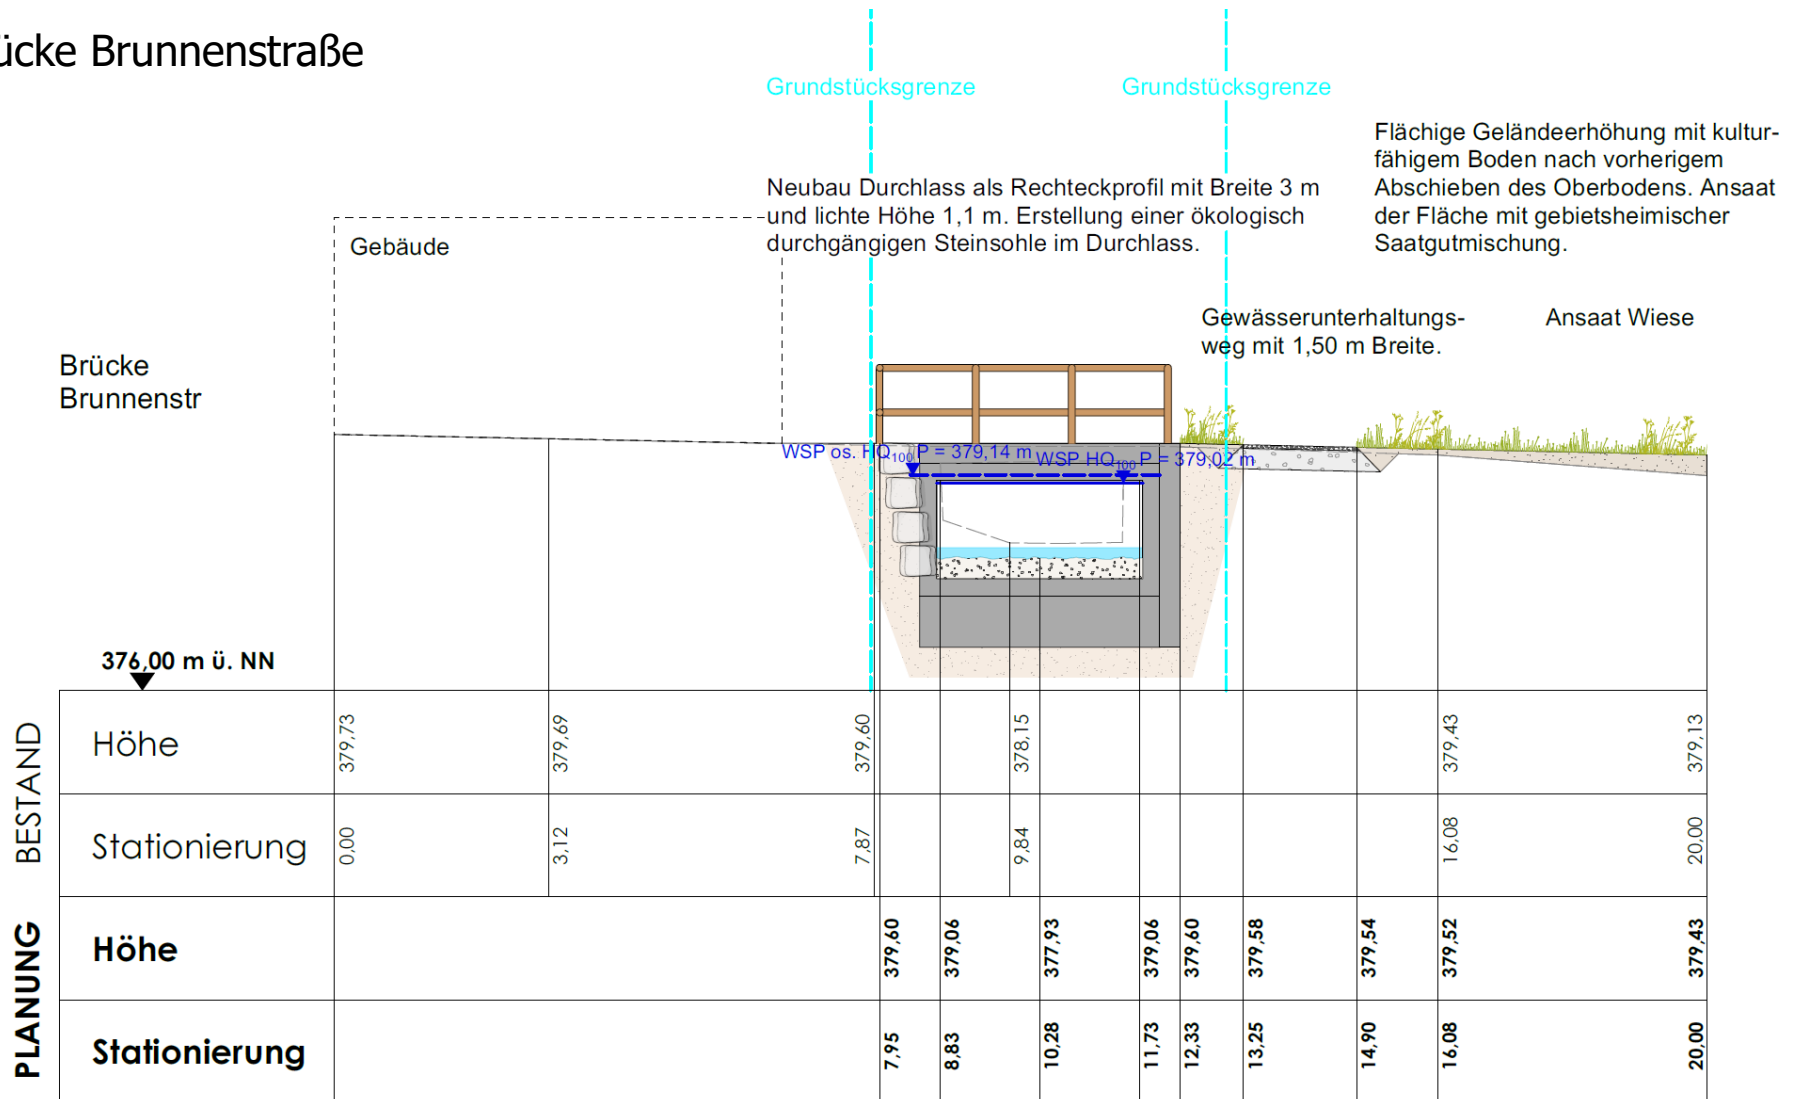 ücke Brunnenstraße
Grundstücksgrenze
Grundstücksgrenze
Flächige Geländeerhöhung mit kultur-
fähigem Boden nach vorherigem
Abschieben des Oberbodens. Ansaat
der Fläche mit gebietsheimischer
Saatgutmischung.
Neubau Durchlass als Rechteckprofil mit Breite 3 m
und lichte Höhe 1,1 m. Erstellung einer ökologisch
durchgängigen Steinsohle im Durchlass.
Gebäude
Gewässerunterhaltungs-
weg mit 1,50 m Breite.
Ansaat Wiese
Brücke
Brunnenstr
WSP os. HQ100 P = 379,14 m
WSP HQ100 P = 379,02 m
376,00 m ü. NN
BESTAND
Höhe
379,73
379,69
379,60
378,15
379,43
379,13
Stationierung
0,00
3,12
7,87
9,84
16,08
20,00
PLANUNG
Höhe
379,60
379,06
377,93
379,06
379,60
379,58
379,54
379,52
379,43
Stationierung
7,95
8,83
10,28
11,73
12,33
13,25
14,90
16,08
20,00